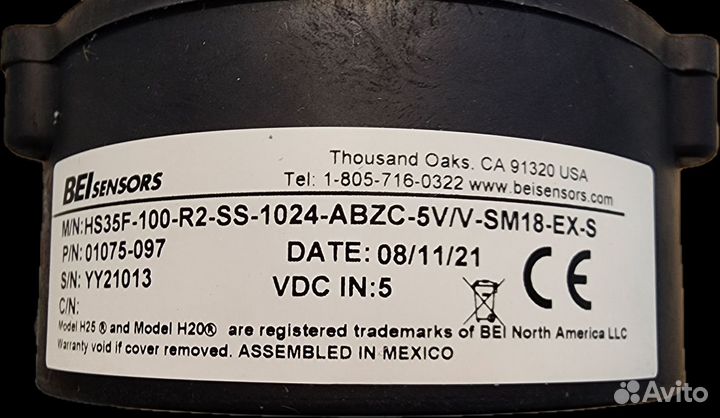 BEI SENSORS
Thousand Oaks. CA 91320 USA
Tel: 1-805-716-0322 www.beisensors.com
M/N: HS35F-100-R2-SS-1024-ABZC-5V/V-SM18-EX-S
P/N: 01075-097
DATE: 08/11/21
S/N: YY21013
VDC IN:5
CE
C/N:
Model H25 ® and Model H20® are registered trademarks of BEI North America LLC
Warranty void if cover removed. ASSEMBLED IN MEXICO
Avito